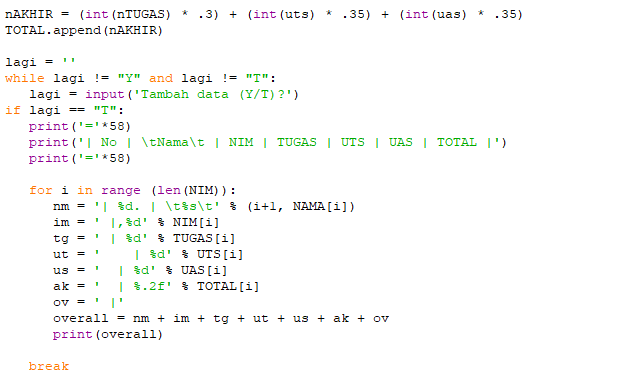 nAKHIR = (int(nTUGAS) * .3) + (int(uts) * .35) + (int(uas) * .35)
TOTAL.append(nAKHIR)
lagi = ''
while lagi != "Y" and lagi != "T":
   lagi = input('Tambah data (Y/T)?')
if lagi == "T":
   print('='*58)
   print('| No | \tNama\t | NIM | TUGAS | UTS | UAS | TOTAL |')
   print('='*58)
   for i in range (len(NIM)):
      nm = '| %d. | \t%s\t' % (i+1, NAMA[i])
      im = ' |,%d' % NIM[i]
      tg = ' | %d' % TUGAS[i]
      ut = '    | %d' % UTS[i]
      us = '  | %d' % UAS[i]
      ak = '  | %.2f' % TOTAL[i]
      ov = ' |'
      overall = nm + im + tg + ut + us + ak + ov
      print(overall)
   break